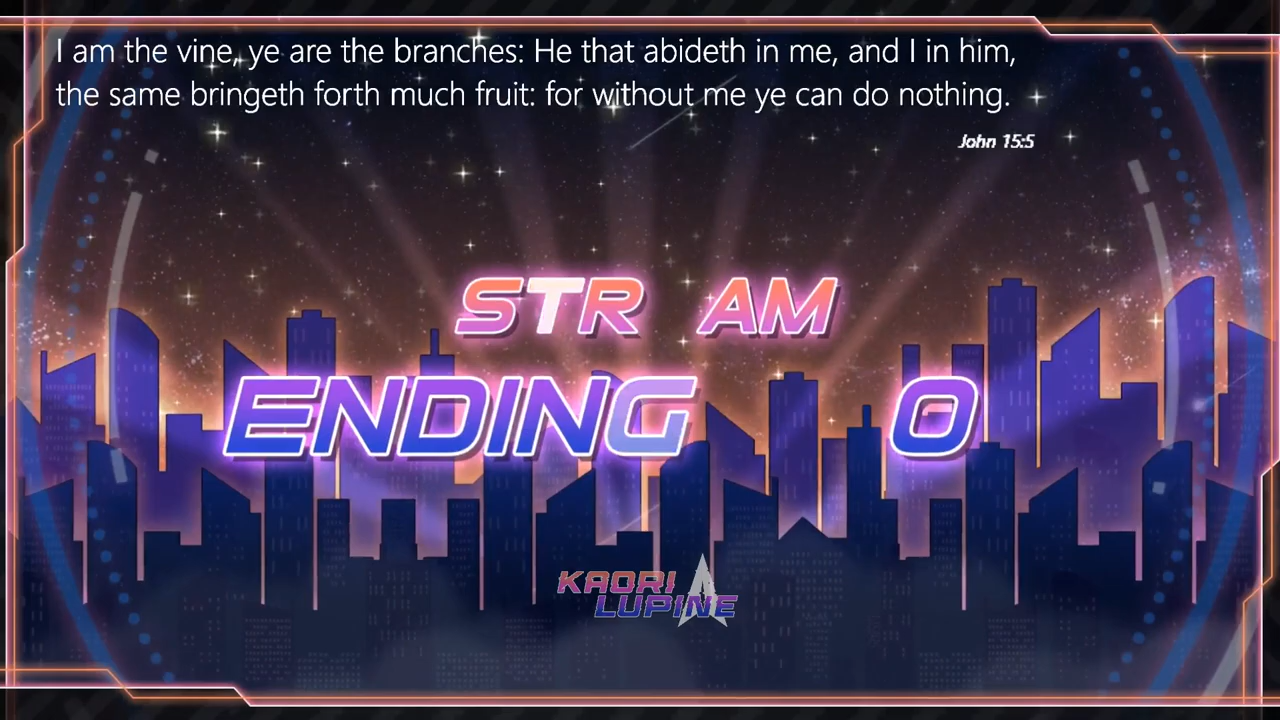 I am the vine, ye are the branches: He that abideth in me, and I in him,
the same bringeth forth much fruit: for without me ye can do nothing.
John 15:5
STR AM
ENDING O
KAORI
LUPINE